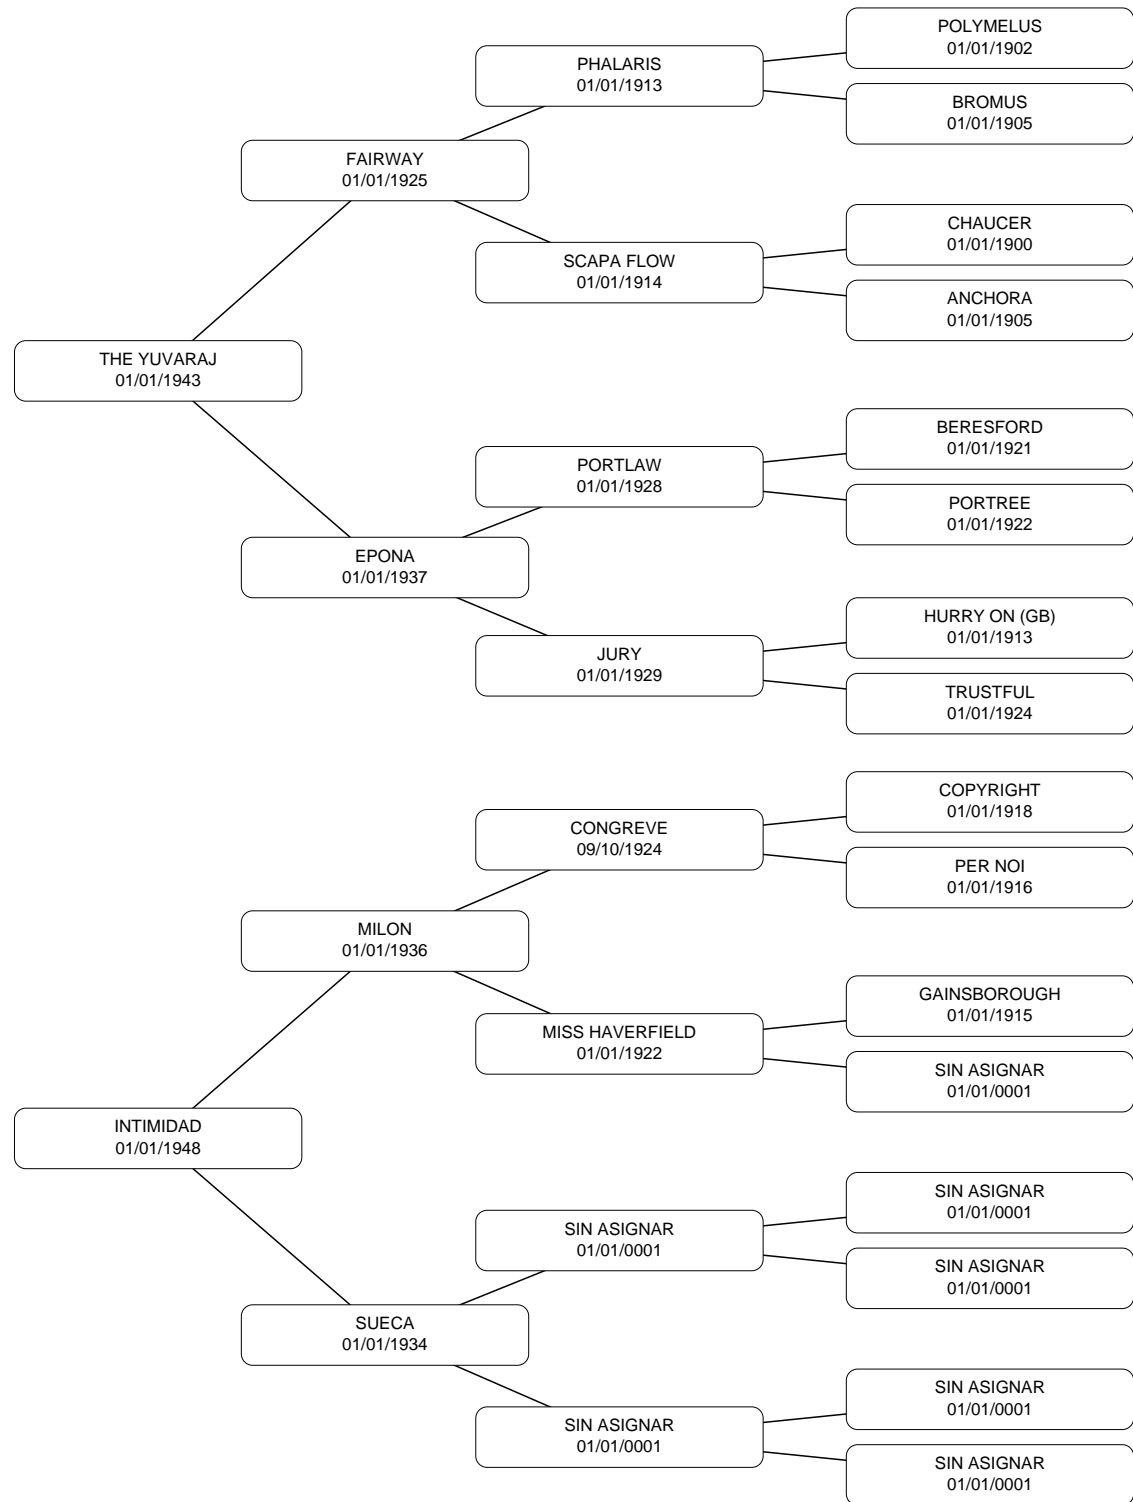 POLYMELUS
01/01/1902
PHALARIS
01/01/1913
BROMUS
01/01/1905
FAIRWAY
01/01/1925
CHAUCER
01/01/1900
SCAPA FLOW
01/01/1914
ANCHORA
01/01/1905
THE YUVARAJ
01/01/1943
BERESFORD
01/01/1921
PORTLAW
01/01/1928
PORTREE
01/01/1922
EPONA
01/01/1937
HURRY ON (GB)
01/01/1913
JURY
01/01/1929
TRUSTFUL
01/01/1924
COPYRIGHT
01/01/1918
CONGREVE
09/10/1924
PER NOI
01/01/1916
MILON
01/01/1936
GAINSBOROUGH
01/01/1915
MISS HAVERFIELD
01/01/1922
SIN ASIGNAR
01/01/0001
INTIMIDAD
01/01/1948
SIN ASIGNAR
01/01/0001
SIN ASIGNAR
01/01/0001
SIN ASIGNAR
01/01/0001
SUECA
01/01/1934
SIN ASIGNAR
01/01/0001
SIN ASIGNAR
01/01/0001
SIN ASIGNAR
01/01/0001